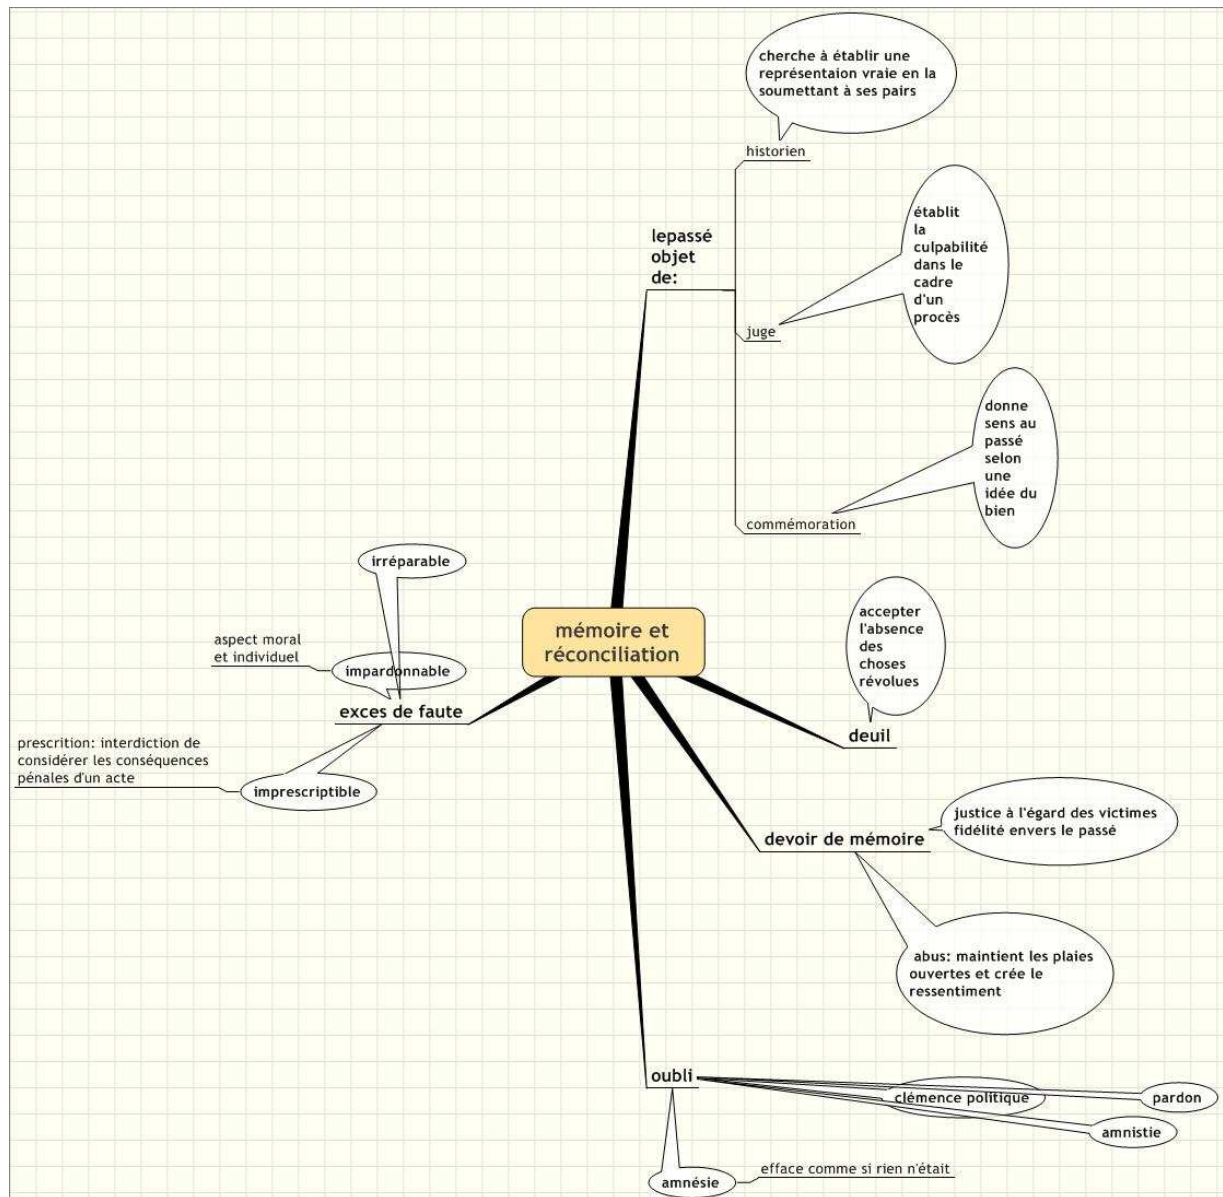 cherche à établir une
représentaion vraie en la
soumettant à ses pairs
historien
établit
la
culpabilité
dans le
cadre
d'un
procès
lepassé
objet
de:
juge
donne
sens au
passé
selon
une
idée du
bien
commémoration
irréparable
aspect moral
et individuel
impardonnable
exces de faute
prescrition: interdiction de
considérer les conséquences
pénales d'un acte
imprescriptible
mémoire et
réconciliation
accepter
l'absence
des
choses
révolues
deuil
justice à l'égard des victimes
fidélité envers le passé
devoir de mémoire
abus: maintient les plaies
ouvertes et crée le
ressentiment
oubli
clémence politique
pardon
amnistie
amnésie
efface comme si rien n'était